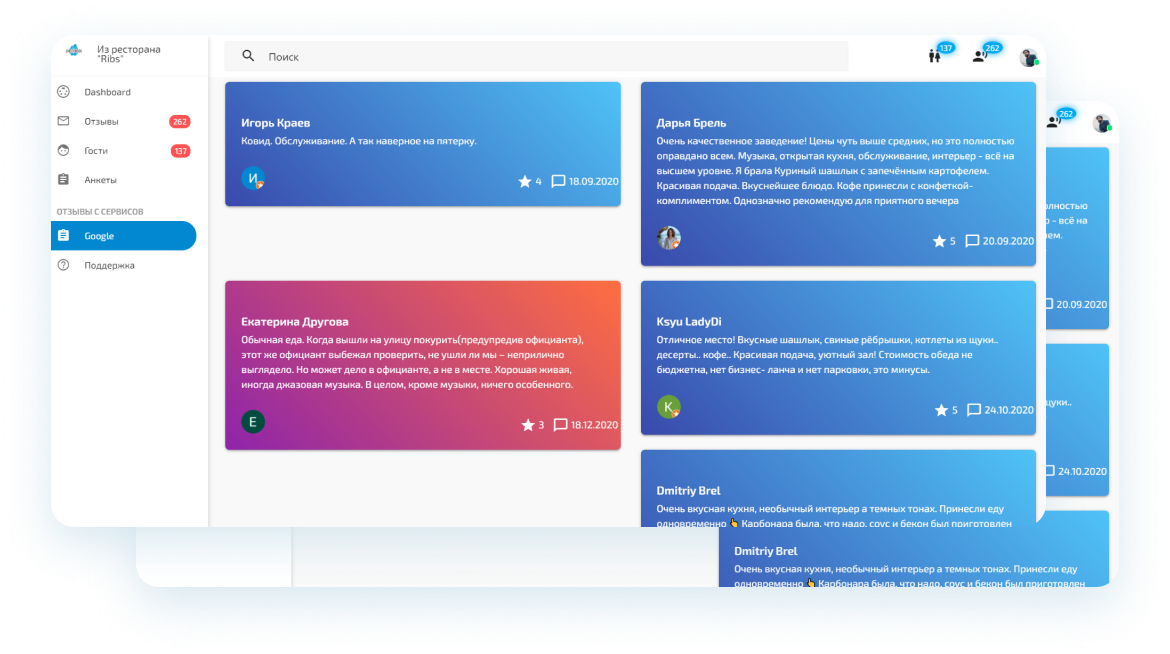 Из ресторана
"Ribs"
Поиск
137
262
Dashboard
Отзывы
262
Гости
137
Анкеты
ОТЗЫВЫ С СЕРВИСОВ
Google
Поддержка
Игорь Краев
Ковид. Обслуживание. А так наверное на пятерку.
И
4
18.09.2020
Дарья Брель
Очень качественное заведение! Цены чуть выше средних, но это полностью
оправдано всем. Музыка, открытая кухня, обслуживание, интерьер - всё на
высшем уровне. Я брала Куриный шашлык с запечённым картофелем.
Красивая подача. Вкуснейшее блюдо. Кофе принесли с конфеткой-
комплиментом. Однозначно рекомендую для приятного вечера
5
20.09.2020
Екатерина Другова
Обычная еда. Когда вышли на улицу покурить(предупредив официанта),
этот же официант выбежал проверить, не ушли ли мы – неприлично
выглядело. Но может дело в официанте, а не в месте. Хорошая живая,
иногда джазовая музыка. В целом, кроме музыки, ничего особенного.
E
3
18.12.2020
Ksyu LadyDi
Отличное место! Вкусные шашлык, свиные рёбрышки, котлеты из щуки..
десерты.. кофе.. Красивая подача, уютный зал! Стоимость обеда не
бюджетна, нет бизнес- ланча и нет парковки, это минусы.
K
5
24.10.2020
Dmitriy Brel
Очень вкусная кухня, необычный интерьер а темных тонах. Принесли еду
одновременно 👆 Карбонара была, что надо, соус и бекон был приготовлен
262
олностью
- всё на
ем.
20.09.2020
щуки..
24.10.2020
Dmitriy Brel
Очень вкусная кухня, необычный интерьер а темных тонах. Принесли еду
одновременно 👆 Карбонара была, что надо, соус и бекон был приготовлен